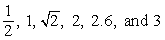 1/2, 1, √2, 2, 2.6, and 3